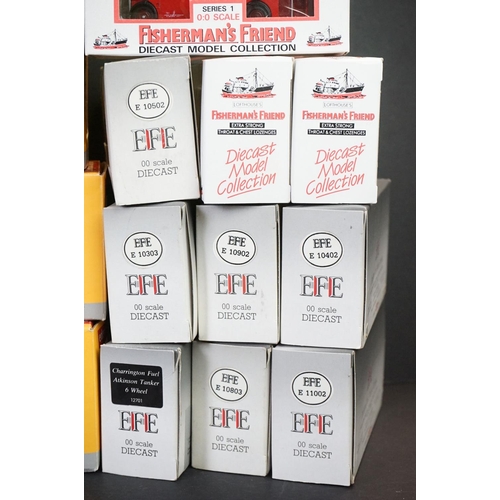 SERIES 1
0:0 SCALE
FISHERMAN'S FRIEND
DIECAST MODEL COLLECTION
EFE
E 10502
EFE
00 scale
DIECAST
LOFTHOUSE'S
FISHERMAN'S FRIEND
EXTRA STRONG
THROAT & CHEST LOZENGES
Diecast
Model
Collection
LOFTHOUSE'S
FISHERMAN'S FRIEND
EXTRA STRONG
THROAT & CHEST LOZENGES
Diecast
Model
Collection
EFE
E 10303
EFE
00 scale
DIECAST
EFE
E 10902
EFE
00 scale
DIECAST
EFE
E 10402
EFE
00 scale
DIECAST
Charrington Fuel
Atkinson Tanker
6 Wheel
12701
EFE
00 scale
DIECAST
EFE
E 10803
EFE
00 scale
DIECAST
EFE
E 11002
EFE
00 scale
DIECAST